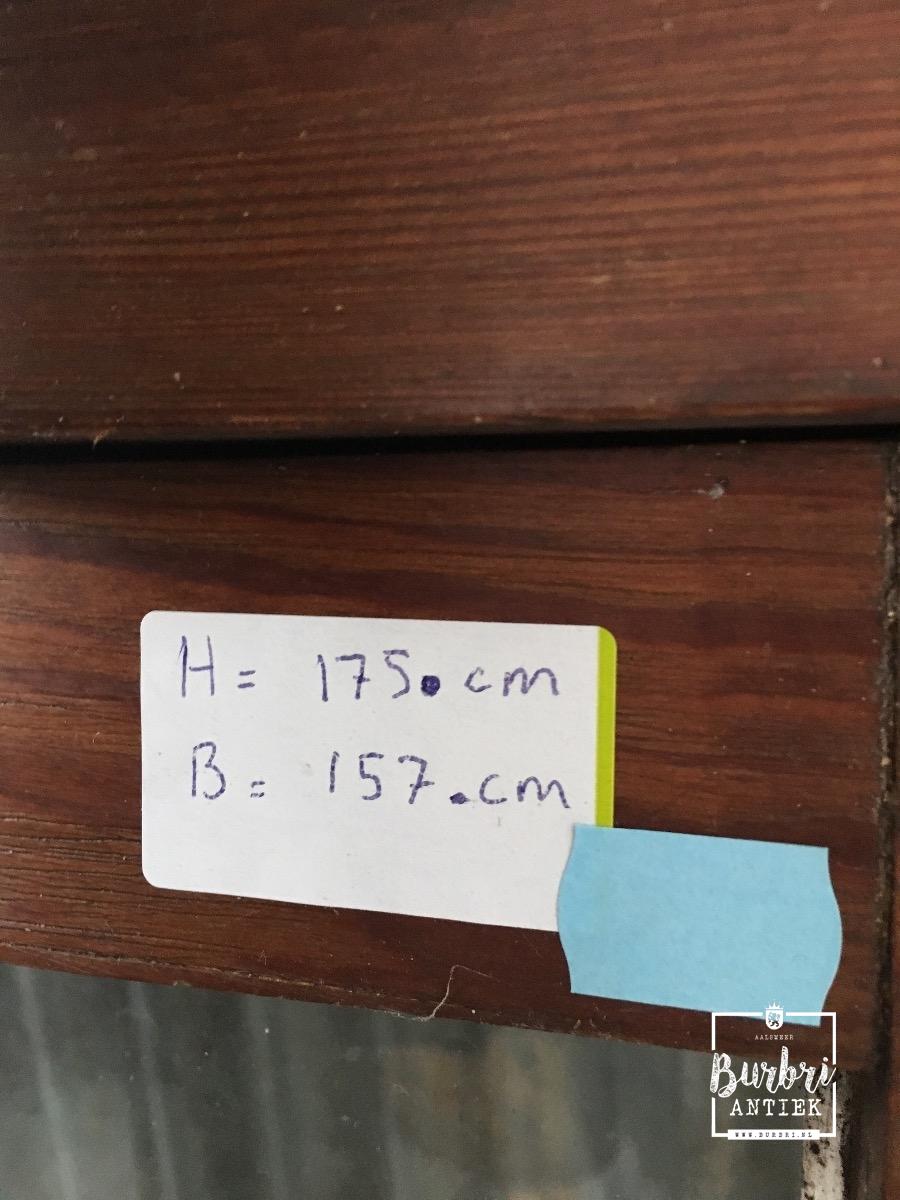 H = 175.cm
B = 157.cm
AALSMEER
Burbri
ANTIEK
WWW.BURBRI.NL